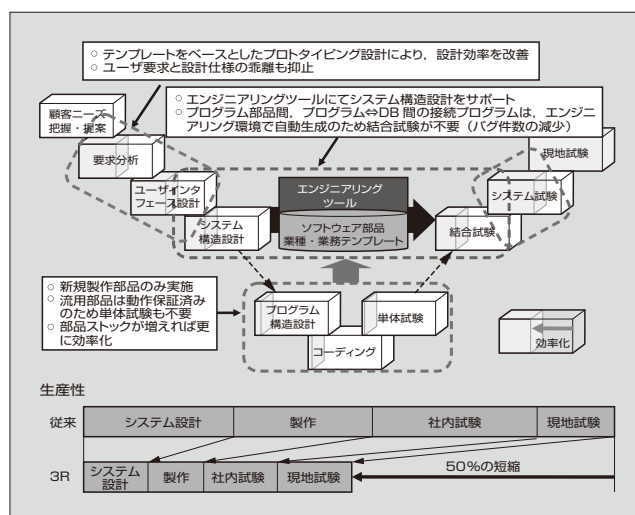 ○ テンプレートをベースとしたプロトタイピング設計により，設計効率を改善
○ ユーザ要求と設計仕様の乖離も抑止
○ エンジニアリングツールにてシステム構造設計をサポート
○ プログラム部品間，プログラム⇔DB 間の接続プログラムは，エンジニ
アリング環境で自動生成のため結合試験が不要（バグ件数の減少）
顧客ニーズ
把握・提案
要求分析
ユーザインタ
フェース設計
システム
構造設計
エンジニアリング
ツール
ソフトウェア部品
業種・業務テンプレート
現地試験
システム試験
結合試験
○ 新規製作部品のみ実施
○ 流用部品は動作保証済み
のため単体試験も不要
○ 部品ストックが増えれば更
に効率化
プログラム
構造設計
コーディング
単体試験
効率化
生産性
従来
システム設計
製作
社内試験
現地試験
3R
システム
設計
製作
社内試験
現地試験
50％の短縮